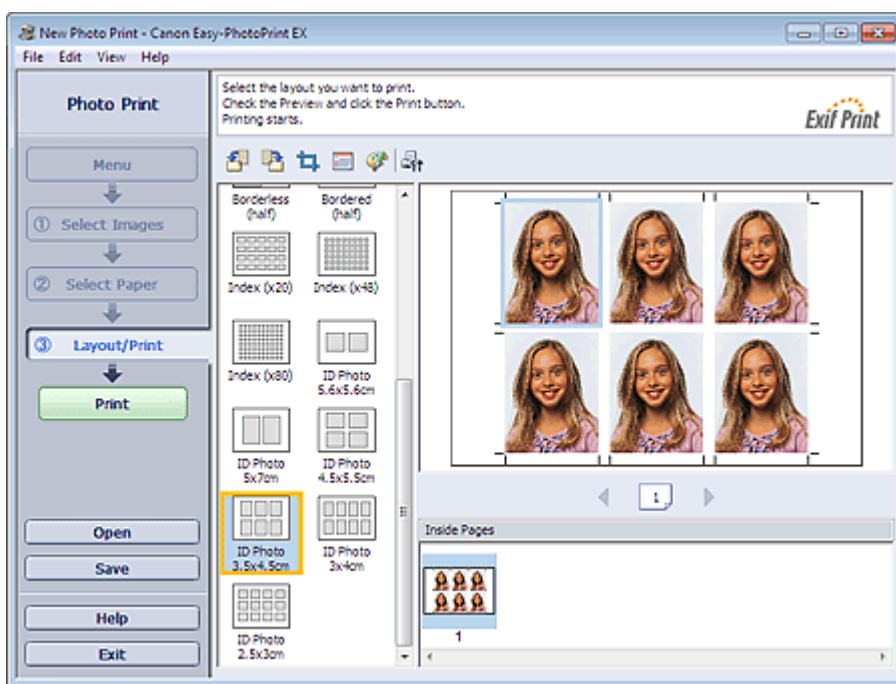 New Photo Print - Canon Easy-PhotoPrint EX
File Edit View Help
Photo Print
Select the layout you want to print.
Check the Preview and click the Print button.
Printing starts.
Exif Print
Menu
① Select Images
② Select Paper
③ Layout/Print
Print
Open
Save
Help
Exit
Borderless
(half)
Bordered
(half)
Index (x20)
Index (x48)
Index (x80)
ID Photo
5.6x5.6cm
ID Photo
5x7cm
ID Photo
4.5x5.5cm
ID Photo
3.5x4.5cm
ID Photo
3x4cm
ID Photo
2.5x3cm
1
Inside Pages
1